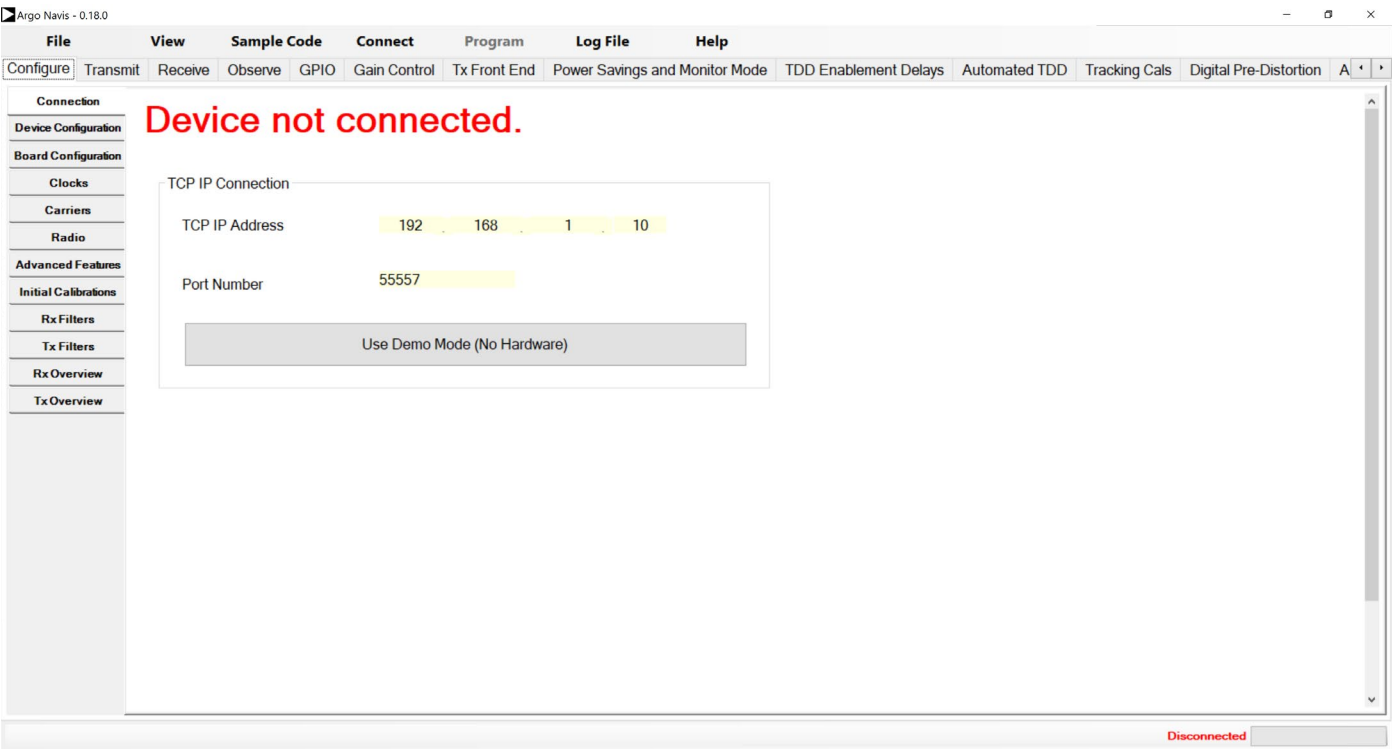 Argo Navis - 0.18.0
File View Sample Code Connect Program Log File Help
Configure Transmit Receive Observe GPIO Gain Control Tx Front End Power Savings and Monitor Mode TDD Enablement Delays Automated TDD Tracking Cals Digital Pre-Distortion A
Connection
Device Configuration
Board Configuration
Clocks
Carriers
Radio
Advanced Features
Initial Calibrations
Rx Filters
Tx Filters
Rx Overview
Tx Overview
Device not connected.
TCP IP Connection
TCP IP Address 192 . 168 . 1 . 10
Port Number 55557
Use Demo Mode (No Hardware)
Disconnected